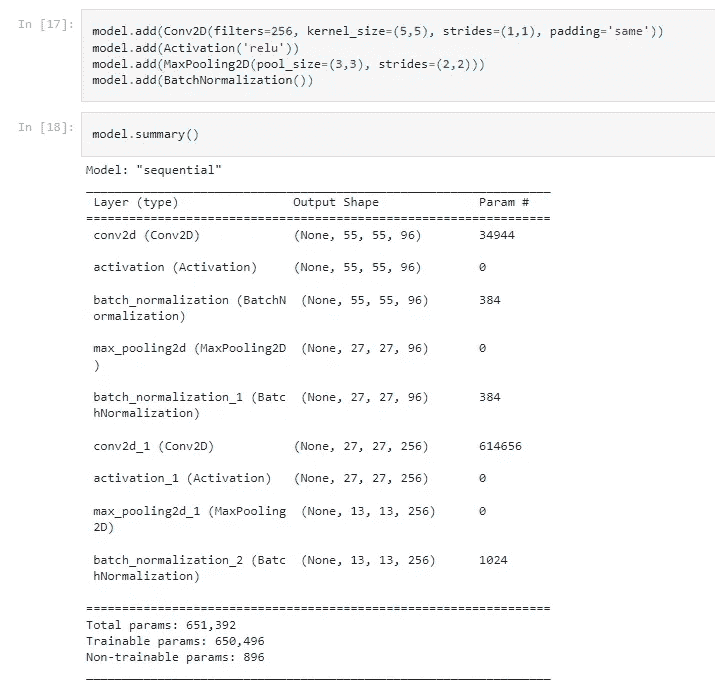 In [17]:
model.add(Conv2D(filters=256, kernel_size=(5,5), strides=(1,1), padding='same'))
model.add(Activation('relu'))
model.add(MaxPooling2D(pool_size=(3,3), strides=(2,2)))
model.add(BatchNormalization())
In [18]:
model.summary()
Model: "sequential"
Layer (type) Output Shape Param #
conv2d (Conv2D) (None, 55, 55, 96) 34944
activation (Activation) (None, 55, 55, 96) 0
batch_normalization (BatchN (None, 55, 55, 96) 384
ormalization)
max_pooling2d (MaxPooling2D (None, 27, 27, 96) 0
)
batch_normalization_1 (Batc (None, 27, 27, 96) 384
hNormalization)
conv2d_1 (Conv2D) (None, 27, 27, 256) 614656
activation_1 (Activation) (None, 27, 27, 256) 0
max_pooling2d_1 (MaxPooling (None, 13, 13, 256) 0
2D)
batch_normalization_2 (Batc (None, 13, 13, 256) 1024
hNormalization)
Total params: 651,392
Trainable params: 650,496
Non-trainable params: 896